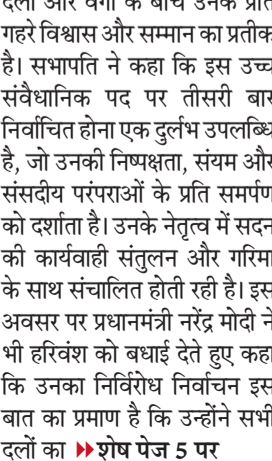 दलों और वर्गों के बीच उनके प्रति
गहरे विश्वास और सम्मान का प्रतीक
है। सभापति ने कहा कि इस उच्च
संवैधानिक पद पर तीसरी बार
निर्वाचित होना एक दुर्लभ उपलब्धि
है, जो उनकी निष्पक्षता, संयम और
संसदीय परंपराओं के प्रति समर्पण
को दर्शाता है। उनके नेतृत्व में सदन
की कार्यवाही संतुलन और गरिमा
के साथ संचालित होती रही है। इस
अवसर पर प्रधानमंत्री नरेंद्र मोदी ने
भी हरिवंश को बधाई देते हुए कहा
कि उनका निर्विरोध निर्वाचन इस
बात का प्रमाण है कि उन्होंने सभी
दलों का शेष पेज 5 पर